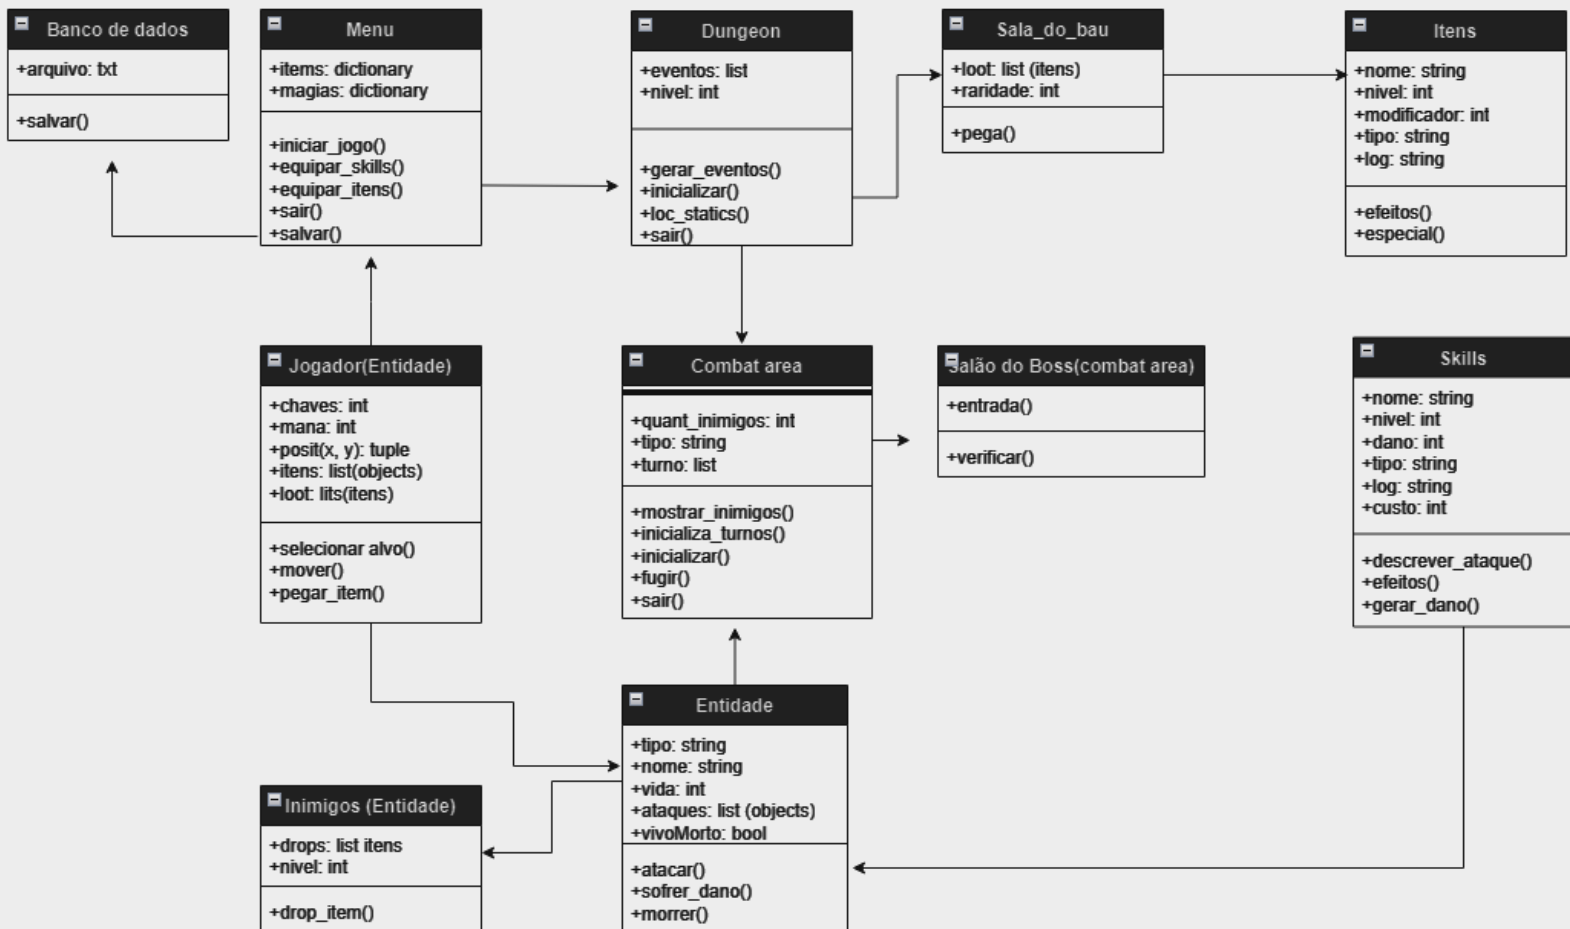 Banco de dados
+arquivo: txt
+salvar()
Menu
+items: dictionary
+magias: dictionary
+iniciar_jogo()
+equipar_skills()
+equipar_itens()
+sair()
+salvar()
Dungeon
+eventos: list
+nivel: int
+gerar_eventos()
+inicializar()
+loc_statics()
+sair()
Sala_do_bau
+loot: list (itens)
+raridade: int
+pega()
Itens
+nome: string
+nivel: int
+modificador: int
+tipo: string
+log: string
+efeitos()
+especial()
Jogador(Entidade)
+chaves: int
+mana: int
+posit(x, y): tuple
+itens: list(objects)
+loot: lits(itens)
+selecionar alvo()
+mover()
+pegar_item()
Combat area
+quant_inimigos: int
+tipo: string
+turno: list
+mostrar_inimigos()
+inicializa_turnos()
+inicializar()
+fugir()
+sair()
Salão do Boss(combat area)
+entrada()
+verificar()
Skills
+nome: string
+nivel: int
+dano: int
+tipo: string
+log: string
+custo: int
+descrever_ataque()
+efeitos()
+gerar_dano()
Inimigos (Entidade)
+drops: list itens
+nivel: int
+drop_item()
Entidade
+tipo: string
+nome: string
+vida: int
+ataques: list (objects)
+vivoMorto: bool
+atacar()
+sofrer_dano()
+morrer()